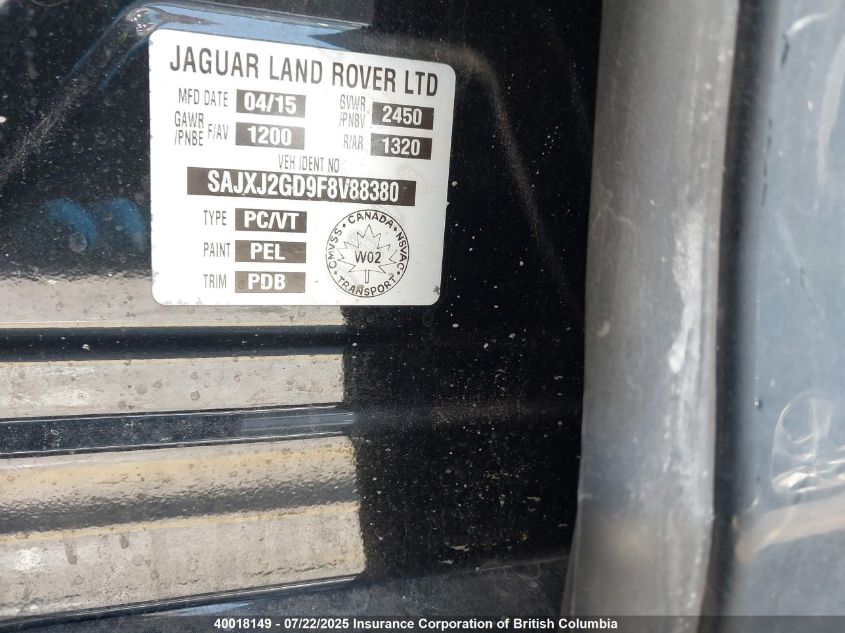 JAGUAR LAND ROVER LTD
MFD DATE 04/15 GVWR /PNBV 2450
GAWR /PNBE F/AV 1200 R/AR 1320
VEH IDENT NO
SAJXJ2GD9F8V88380
TYPE PC/VT
PAINT PEL
TRIM PDB
CMVSS • CANADA • NSVAC • TRANSPORT •
W02
40018149 - 07/22/2025 Insurance Corporation of British Columbia